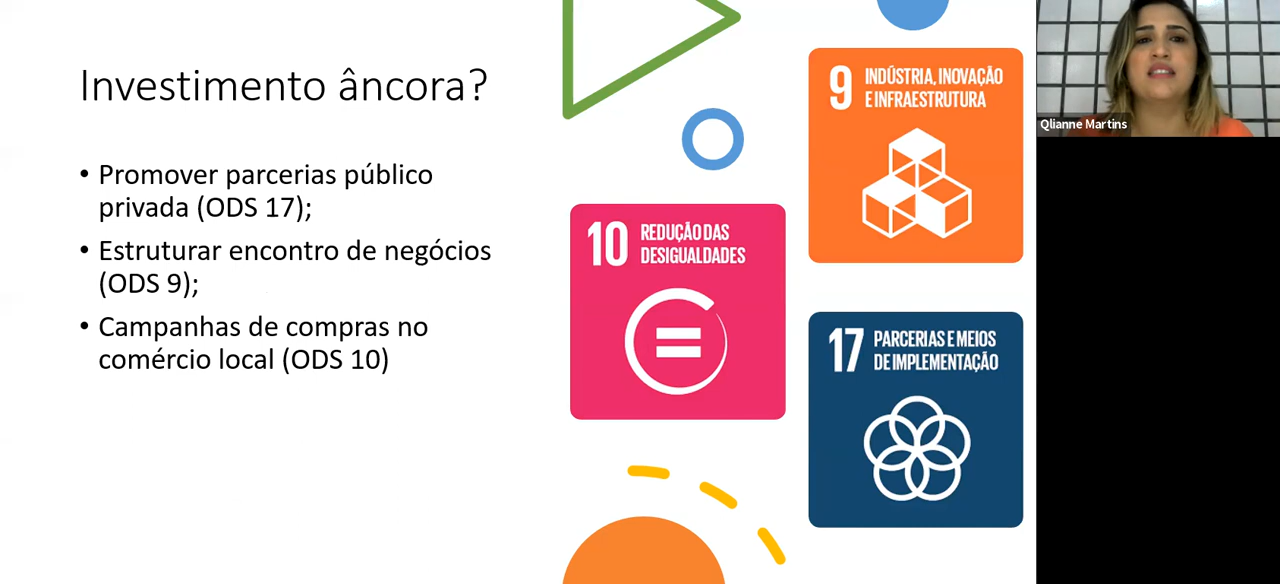 Investimento âncora?
• Promover parcerias público
privada (ODS 17);
• Estruturar encontro de negócios
(ODS 9);
• Campanhas de compras no
comércio local (ODS 10)
9 INDÚSTRIA, INOVAÇÃO
E INFRAESTRUTURA
10 REDUÇÃO DAS
DESIGUALDADES
17 PARCERIAS E MEIOS
DE IMPLEMENTAÇÃO
Qlianne Martins